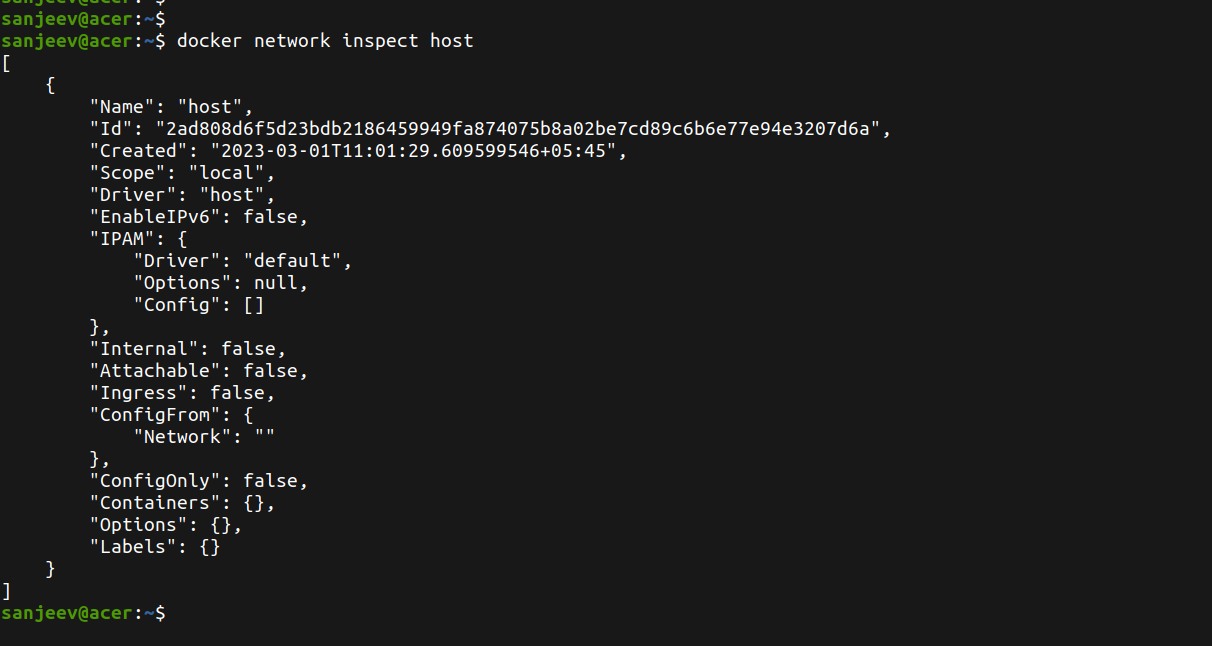 sanjeev@acer:~$
sanjeev@acer:~$
sanjeev@acer:~$ docker network inspect host
[
    {
        "Name": "host",
        "Id": "2ad808d6f5d23bdb2186459949fa874075b8a02be7cd89c6b6e77e94e3207d6a",
        "Created": "2023-03-01T11:01:29.609599546+05:45",
        "Scope": "local",
        "Driver": "host",
        "EnableIPv6": false,
        "IPAM": {
            "Driver": "default",
            "Options": null,
            "Config": []
        },
        "Internal": false,
        "Attachable": false,
        "Ingress": false,
        "ConfigFrom": {
            "Network": ""
        },
        "ConfigOnly": false,
        "Containers": {},
        "Options": {},
        "Labels": {}
    }
]
sanjeev@acer:~$